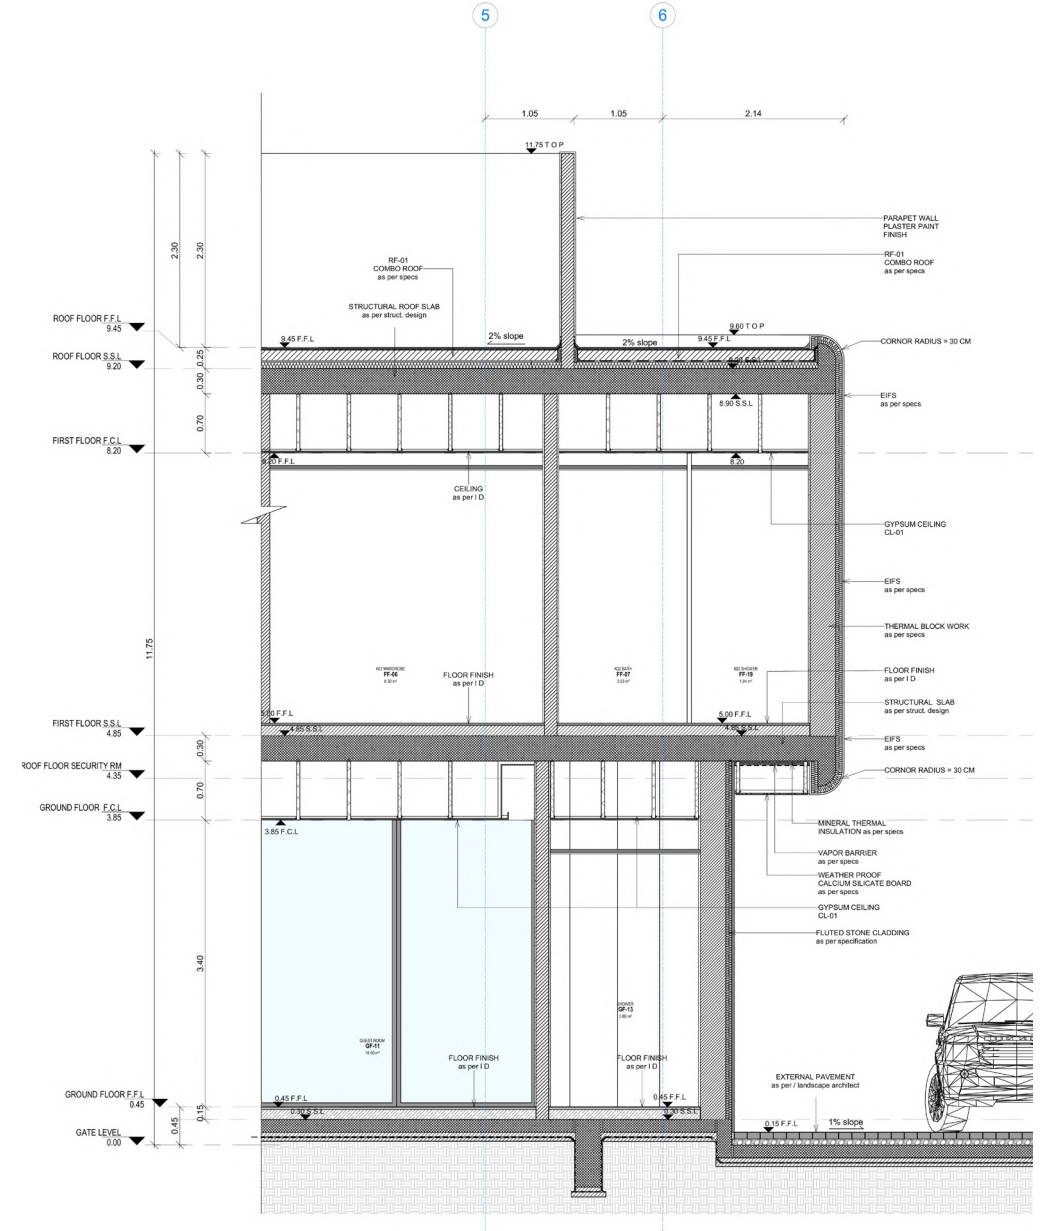 5
6
1.05
1.05
2.14
11.75 T O P
2.30
2.30
PARAPET WALL
PLASTER PAINT
FINISH
RF-01
COMBO ROOF
as per specs
RF-01
COMBO ROOF
as per specs
STRUCTURAL ROOF SLAB
as per struct. design
ROOF FLOOR F.F.L
9.45
9.60 T O P
9.45 F.F.L
2% slope
2% slope
9.45 F.F.L
CORNOR RADIUS = 30 CM
ROOF FLOOR S.S.L
9.20
0.25
9.20 S.S.L
0.30
EIFS
as per specs
8.90 S.S.L
0.70
FIRST FLOOR F.C.L
8.20
8.20
CEILING
as per I D
GYPSUM CEILING
CL-01
EIFS
as per specs
THERMAL BLOCK WORK
as per specs
11.75
FF-06
FF-07
FF-19
FLOOR FINISH
as per I D
FLOOR FINISH
as per I D
STRUCTURAL SLAB
as per struct. design
5.00 F.F.L
5.00 F.F.L
FIRST FLOOR S.S.L
4.85
4.85 S.S.L
4.85 S.S.L
0.30
EIFS
as per specs
ROOF FLOOR SECURITY RM
4.35
CORNOR RADIUS = 30 CM
0.70
GROUND FLOOR F.C.L
3.85
3.85 F.C.L
MINERAL THERMAL
INSULATION as per specs
VAPOR BARRIER
as per specs
WEATHER PROOF
CALCIUM SILICATE BOARD
as per specs
GYPSUM CEILING
CL-01
FLUTED STONE CLADDING
as per specification
3.40
SHOWER
GF-13
GUEST ROOM
GF-11
FLOOR FINISH
as per I D
FLOOR FINISH
as per I D
EXTERNAL PAVEMENT
as per / landscape architect
GROUND FLOOR F.F.L
0.45
0.45 F.F.L
0.45 F.F.L
0.15
0.30 S.S.L
0.30 S.S.L
0.45
0.15 F.F.L
1% slope
GATE LEVEL
0.00